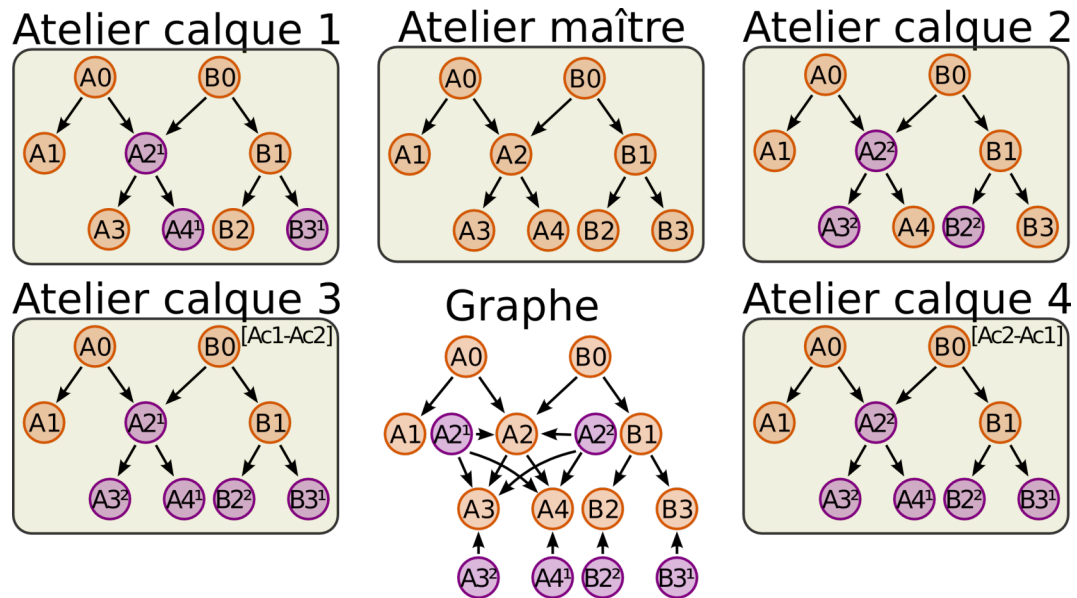 Atelier calque 1
A0 B0
A1 A2¹ B1
A3 A4¹ B2 B3¹
Atelier maître
A0 B0
A1 A2 B1
A3 A4 B2 B3
Atelier calque 2
A0 B0
A1 A2² B1
A3² A4 B2² B3
Atelier calque 3
[Ac1-Ac2]
A0 B0
A1 A2¹ B1
A3² A4¹ B2² B3¹
Graphe
A0 B0
A1 A2¹ A2 A2² B1
A3 A4 B2 B3
A3² A4¹ B2² B3¹
Atelier calque 4
[Ac2-Ac1]
A0 B0
A1 A2² B1
A3² A4¹ B2² B3¹